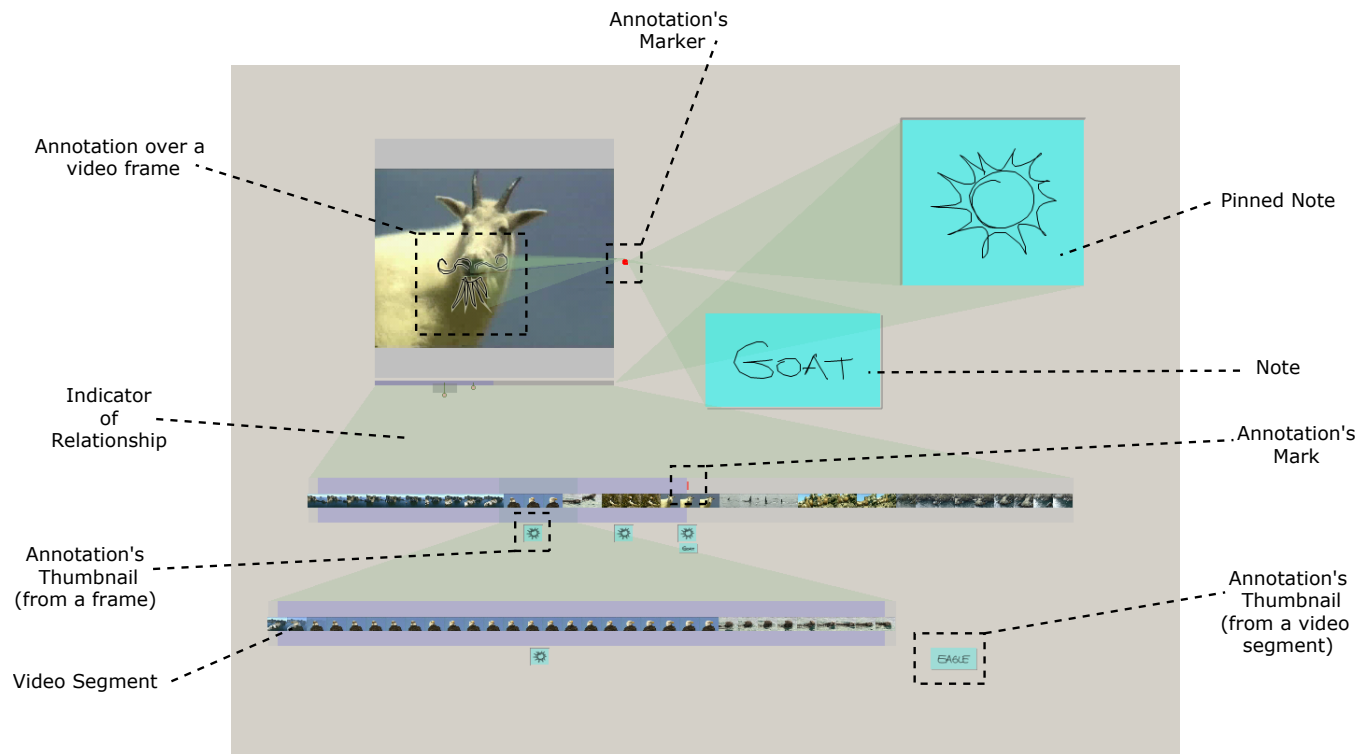 Annotation's
Marker
Annotation over a
video frame
Pinned Note
GOAT
Note
Indicator
of
Relationship
Annotation's
Mark
Annotation's
Thumbnail
(from a frame)
Annotation's
Thumbnail
(from a video
segment)
EAGLE
Video Segment